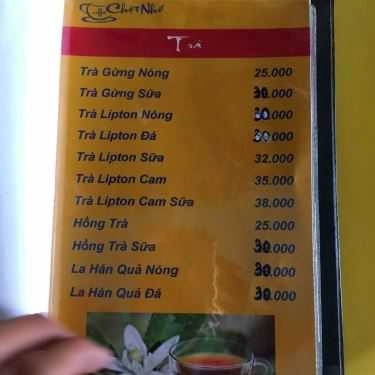 Chợt Nhớ
Trà
Trà Gừng Nóng 25.000
Trà Gừng Sữa 30.000
Trà Lipton Nóng 30.000
Trà Lipton Đá 30.000
Trà Lipton Sữa 32.000
Trà Lipton Cam 35.000
Trà Lipton Cam Sữa 38.000
Hồng Trà 25.000
Hồng Trà Sữa 30.000
La Hán Quả Nóng 30.000
La Hán Quả Đá 30.000